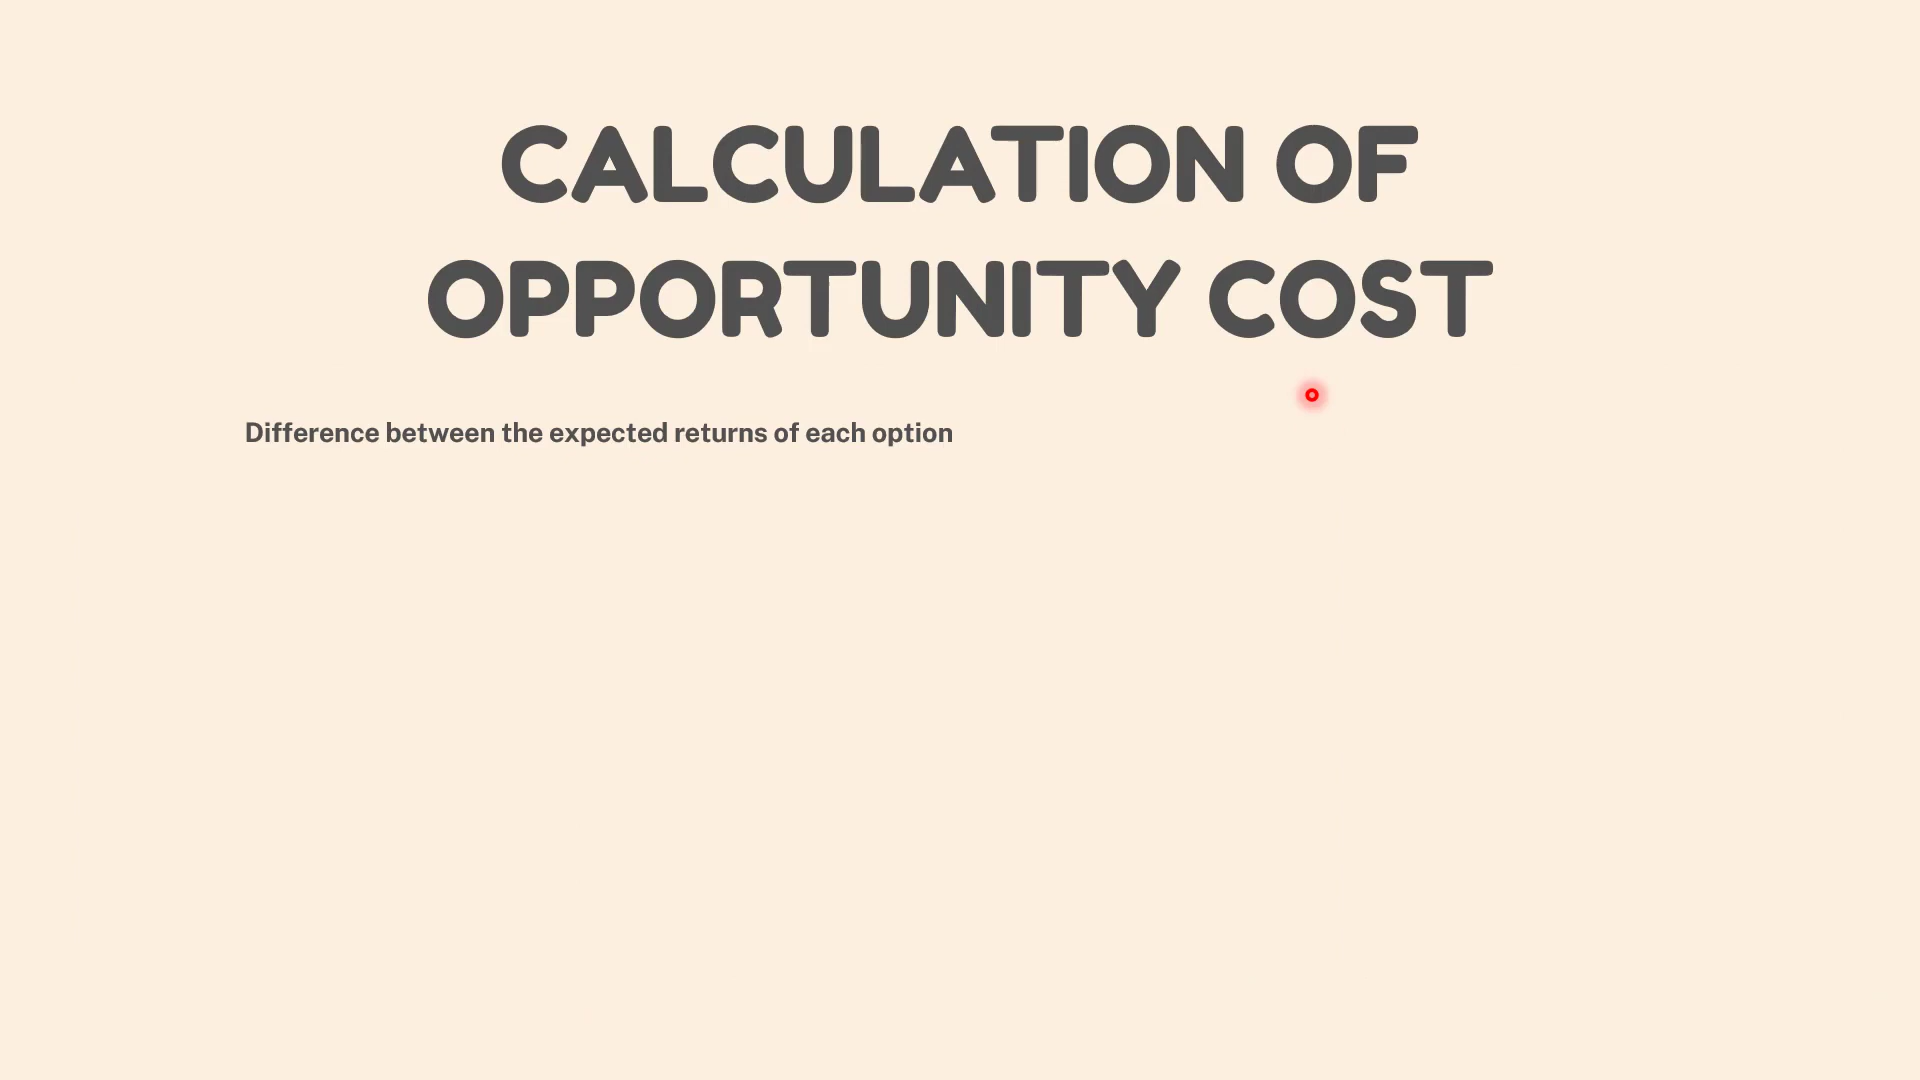 CALCULATION OF
OPPORTUNITY COST
Difference between the expected returns of each option